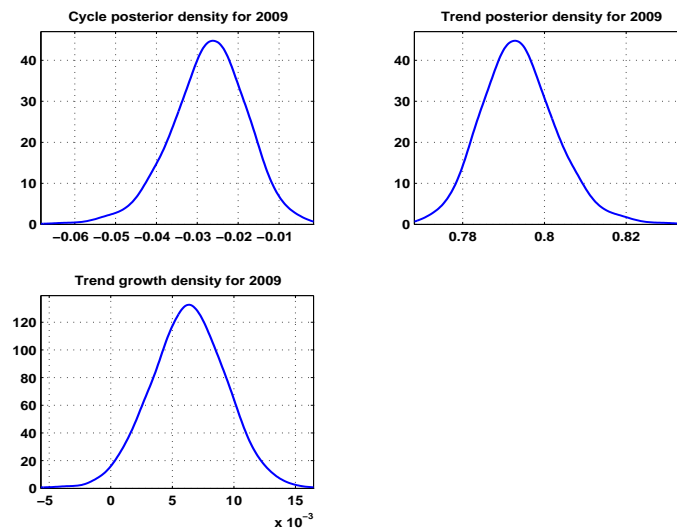 Cycle posterior density for 2009
40
30
20
10
0
−0.06 −0.05 −0.04 −0.03 −0.02 −0.01
Trend posterior density for 2009
40
30
20
10
0
0.78 0.8 0.82
Trend growth density for 2009
120
100
80
60
40
20
0
−5 0 5 10 15
x 10⁻³